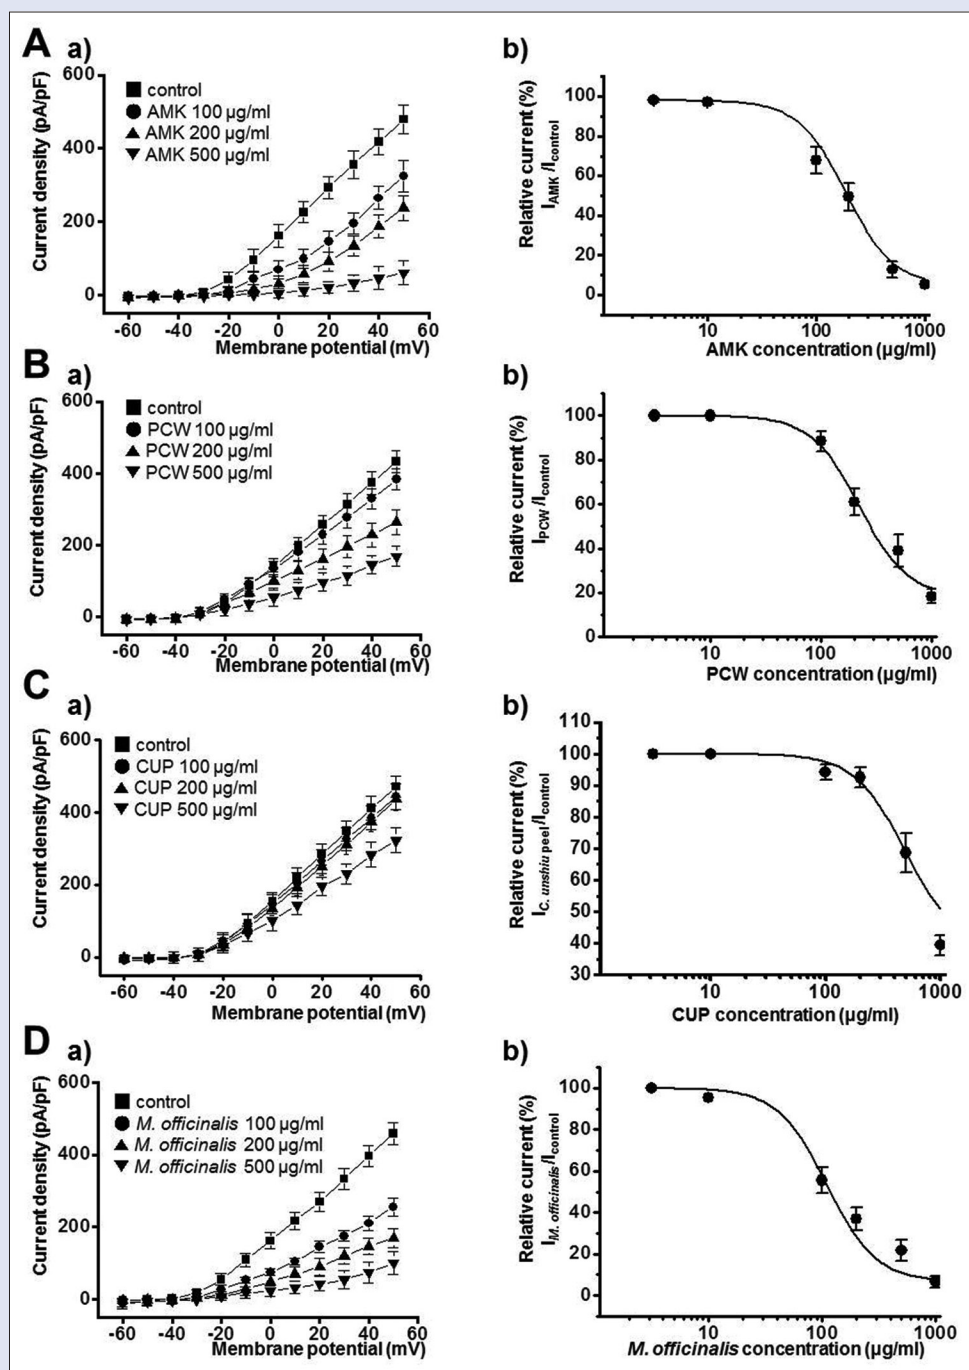 A a)
600
400
200
0
Current density (pA/pF)
control
AMK 100 µg/ml
AMK 200 µg/ml
AMK 500 µg/ml
-60 -40 -20 0 20 40 60
Membrane potential (mV)
b)
100
80
60
40
20
0
Relative current (%)
I AMK /I control
10 100 1000
AMK concentration (µg/ml)
B a)
600
400
200
0
Current density (pA/pF)
control
PCW 100 µg/ml
PCW 200 µg/ml
PCW 500 µg/ml
-60 -40 -20 0 20 40 60
Membrane potential (mV)
b)
100
80
60
40
20
0
Relative current (%)
I PCW /I control
10 100 1000
PCW concentration (µg/ml)
C a)
600
400
200
0
Current density (pA/pF)
control
CUP 100 µg/ml
CUP 200 µg/ml
CUP 500 µg/ml
-60 -40 -20 0 20 40 60
Membrane potential (mV)
b)
110
100
90
80
70
60
50
40
30
Relative current (%)
I C. unshiu peel/I control
10 100 1000
CUP concentration (µg/ml)
D a)
600
400
200
0
Current density (pA/pF)
control
M. officinalis 100 µg/ml
M. officinalis 200 µg/ml
M. officinalis 500 µg/ml
-60 -40 -20 0 20 40 60
Membrane potential (mV)
b)
100
80
60
40
20
0
Relative current (%)
I M. officinalis/I control
10 100 1000
M. officinalis concentration (µg/ml)